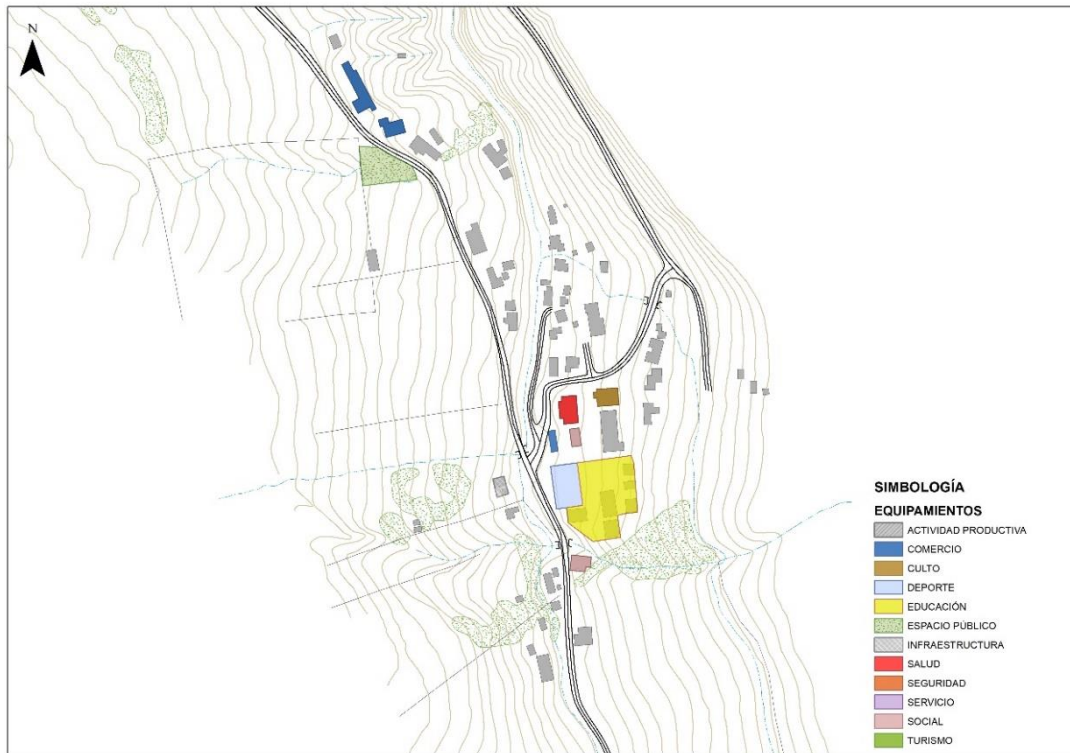 N
SIMBOLOGÍA
EQUIPAMIENTOS
ACTIVIDAD PRODUCTIVA
COMERCIO
CULTO
DEPORTE
EDUCACIÓN
ESPACIO PÚBLICO
INFRAESTRUCTURA
SALUD
SEGURIDAD
SERVICIO
SOCIAL
TURISMO